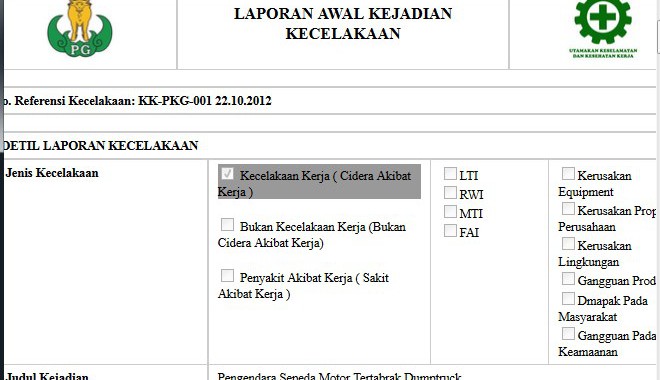 LAPORAN AWAL KEJADIAN
KECELAKAAN
PG
UTAMAKAN KESELAMATAN
DAN KESEHATAN KERJA
o. Referensi Kecelakaan: KK-PKG-001 22.10.2012
DETIL LAPORAN KECELAKAAN
Jenis Kecelakaan
Kecelakaan Kerja ( Cidera Akibat
Kerja )
Bukan Kecelakaan Kerja (Bukan
Cidera Akibat Kerja)
Penyakit Akibat Kerja ( Sakit
Akibat Kerja )
LTI
RWI
MTI
FAI
Kerusakan
Equipment
Kerusakan Prop
Perusahaan
Kerusakan
Lingkungan
Gangguan Prod
Dmapak Pada
Masyarakat
Gangguan Pada
Keamaanan
Judul Kejadian
Pengendara Sepeda Motor Tertabrak Dumptruck